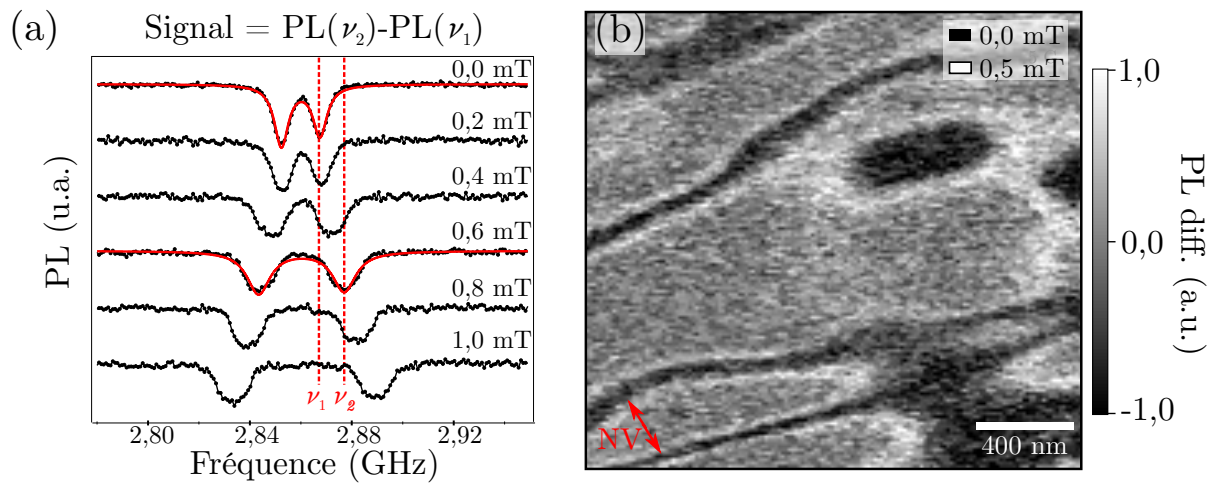 (a)
Signal = PL(ν₂)-PL(ν₁)
0,0 mT
0,2 mT
0,4 mT
0,6 mT
0,8 mT
1,0 mT
ν₁ ν₂
PL (u.a.)
2,80 2,84 2,88 2,92
Fréquence (GHz)
(b)
0,0 mT
0,5 mT
NV
400 nm
1,0
0,0
-1,0
PL diff. (a.u.)